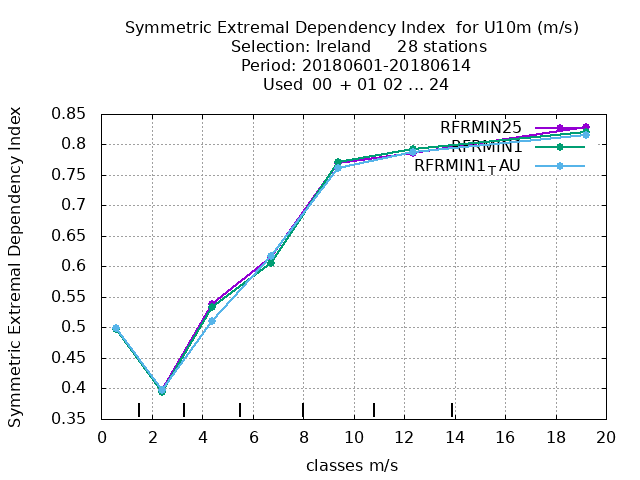 Symmetric Extremal Dependency Index for U10m (m/s)
Selection: Ireland 28 stations
Period: 20180601-20180614
Used 00 + 01 02 ... 24
Symmetric Extremal Dependency Index
0.85
0.8
0.75
0.7
0.65
0.6
0.55
0.5
0.45
0.4
0.35
RFRMIN25
RFRMIN1
RFRMIN1TAU
0 2 4 6 8 10 12 14 16 18 20
classes m/s